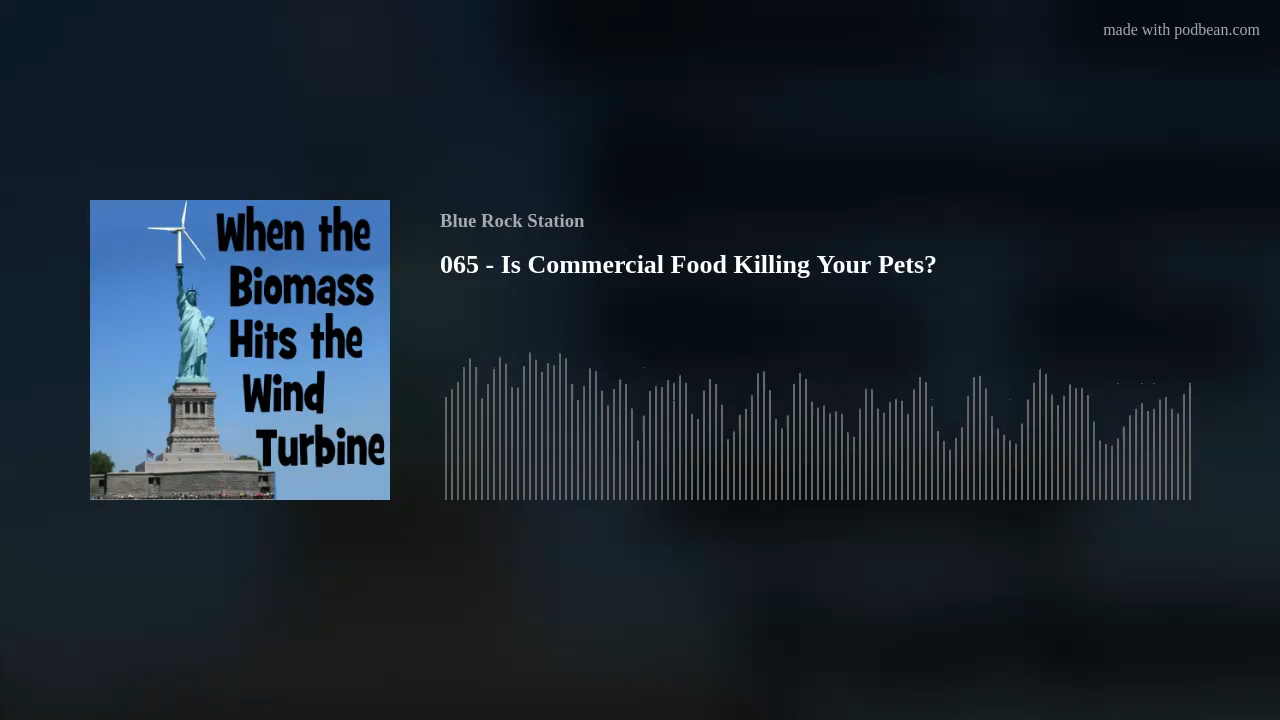 made with podbean.com
When the
Biomass
Hits the
Wind
Turbine
Blue Rock Station
065 - Is Commercial Food Killing Your Pets?